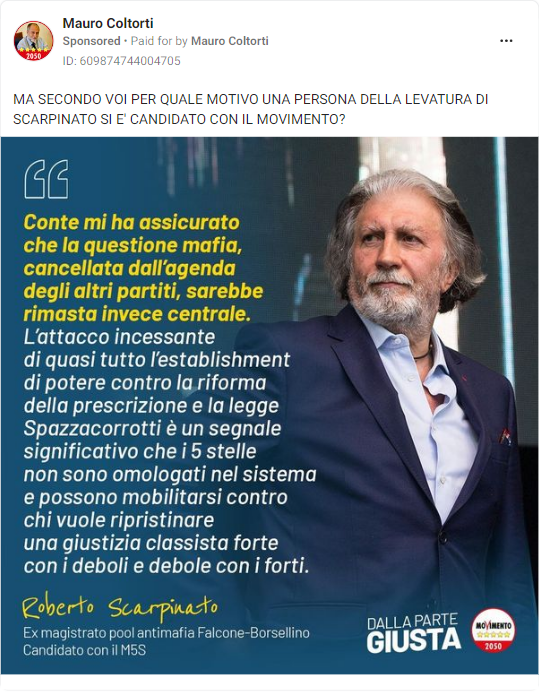 Mauro Coltorti
Sponsored • Paid for by Mauro Coltorti
ID: 609874744004705
MA SECONDO VOI PER QUALE MOTIVO UNA PERSONA DELLA LEVATURA DI
SCARPINATO SI E' CANDIDATO CON IL MOVIMENTO?
Conte mi ha assicurato
che la questione mafia,
cancellata dall'agenda
degli altri partiti, sarebbe
rimasta invece centrale.
L'attacco incessante
di quasi tutto l'establishment
di potere contro la riforma
della prescrizione e la legge
Spazzacorrotti è un segnale
significativo che i 5 stelle
non sono omologati nel sistema
e possono mobilitarsi contro
chi vuole ripristinare
una giustizia classista forte
con i deboli e debole con i forti.
Roberto Scarpinato
Ex magistrato pool antimafia Falcone-Borsellino
Candidato con il M5S
DALLA PARTE
GIUSTA
MOVIMENTO
2050
2050